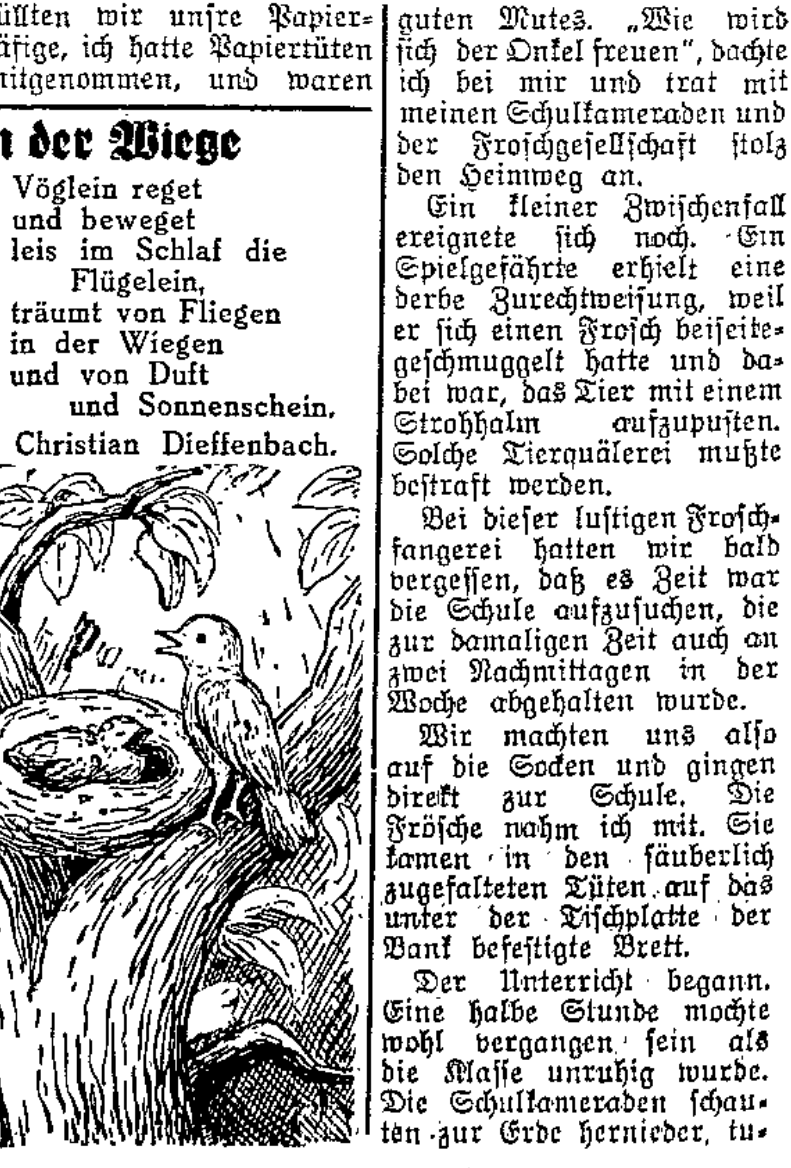 üllten wir unsre Papier-
äfige, ich hatte Papiertüten
nitgenommen, und waren
n der Wiege
Vöglein reget
und beweget
leis im Schlaf die
Flügelein,
träumt von Fliegen
in der Wiegen
und von Duft
und Sonnenschein.
Christian Dieffenbach.
guten Mutes. „Wie wird
sich der Onkel freuen", dachte
ich bei mir und trat mit
meinen Schulkameraden und
der Froschgesellschaft stolz
den Heimweg an.
Ein kleiner Zwischenfall
ereignete sich noch. Ein
Spielgefährte erhielt eine
derbe Zurechtweisung, weil
er sich einen Frosch beiseite-
geschmuggelt hatte und da-
bei war, das Tier mit einem
Strohhalm aufzupusten.
Solche Tierquälerei mußte
bestraft werden.
Bei dieser lustigen Frosch-
fangerei hatten wir bald
vergessen, daß es Zeit war
die Schule aufzusuchen, die
zur damaligen Zeit auch an
zwei Nachmittagen in der
Woche abgehalten wurde.
Wir machten uns also
auf die Socken und gingen
direkt zur Schule. Die
Frösche nahm ich mit. Sie
kamen in den säuberlich
zugefalteten Tüten auf das
unter der Tischplatte der
Bank befestigte Brett.
Der Unterricht begann.
Eine halbe Stunde mochte
wohl vergangen sein als
die Klasse unruhig wurde.
Die Schulkameraden schau-
ten zur Erde hernieder, tu-